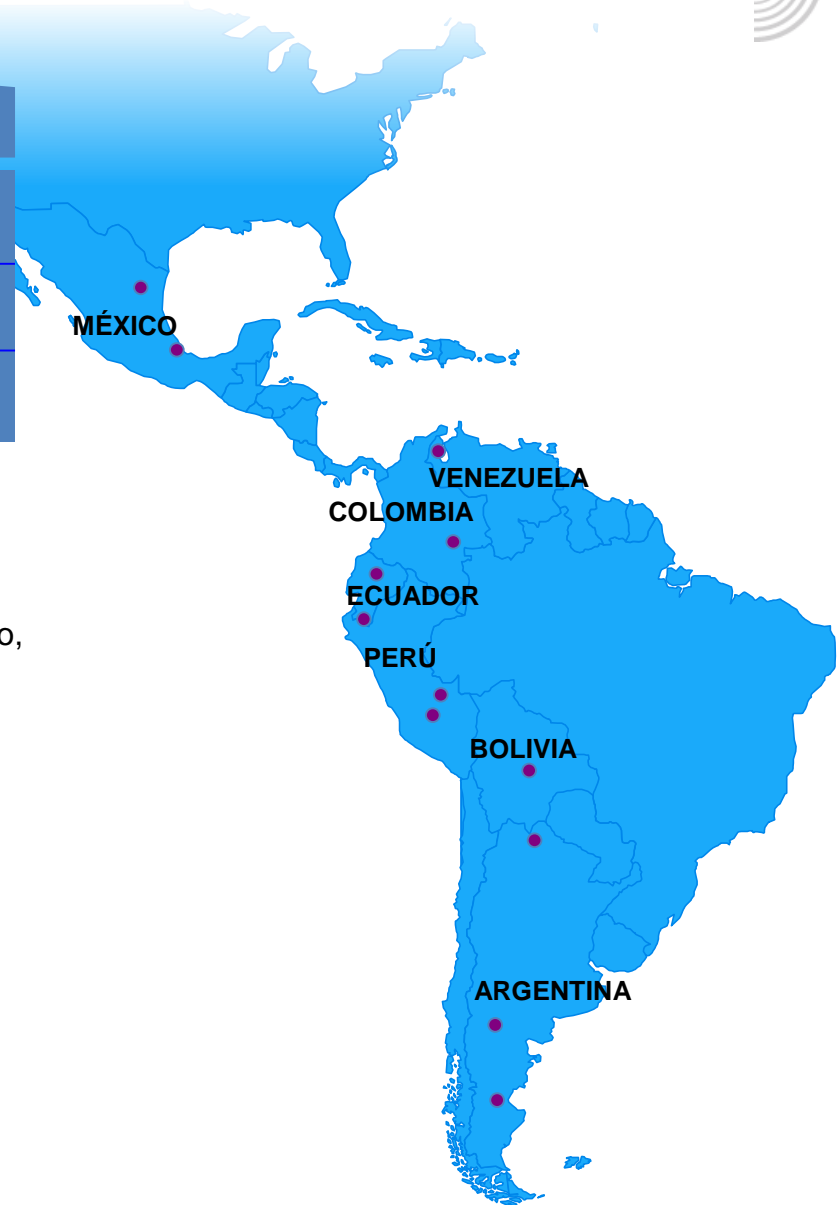 MÉXICO
VENEZUELA
COLOMBIA
ECUADOR
o,
PERÚ
BOLIVIA
ARGENTINA